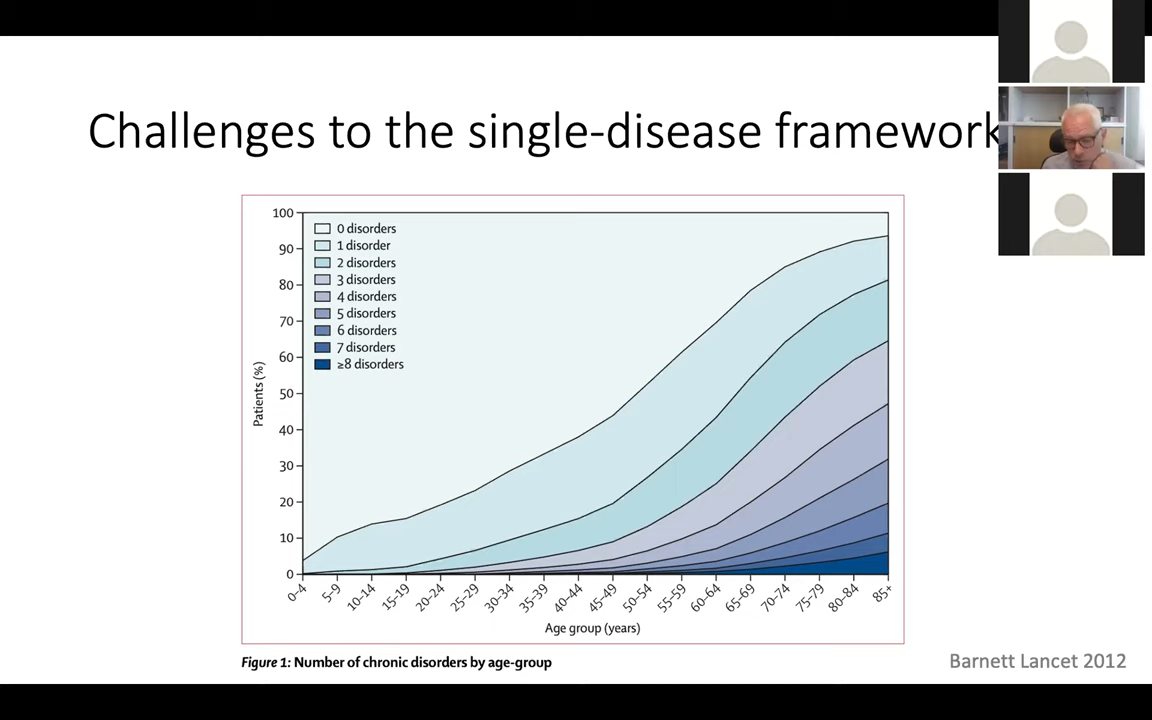 Challenges to the single-disease framework
100
90
80
70
60
50
40
30
20
10
0
Patients (%)
0 disorders
1 disorder
2 disorders
3 disorders
4 disorders
5 disorders
6 disorders
7 disorders
≥8 disorders
0–4
5–9
10–14
15–19
20–24
25–29
30–34
35–39
40–44
45–49
50–54
55–59
60–64
65–69
70–74
75–79
80–84
85+
Age group (years)
Figure 1: Number of chronic disorders by age-group
Barnett Lancet 2012